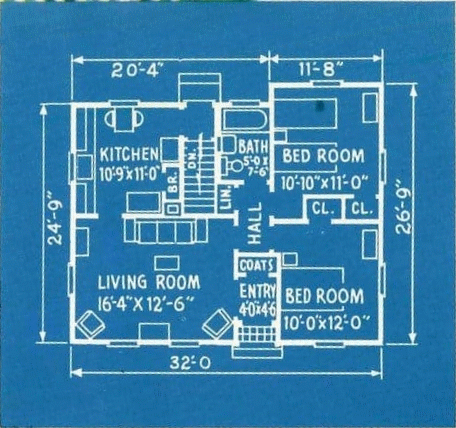 20'-4"
11'-8"
KITCHEN
10'-9"x11'-0"
DN.
BR.
BATH
5'-0 x
7'-6"
LIN.
BED ROOM
10'-10"x11'-0"
CL.
CL.
HALL
24'-9"
26'-9"
COATS
LIVING ROOM
16'-4"x12'-6"
ENTRY
4'-0x4'-6
BED ROOM
10'-0"x12'-0"
32'-0